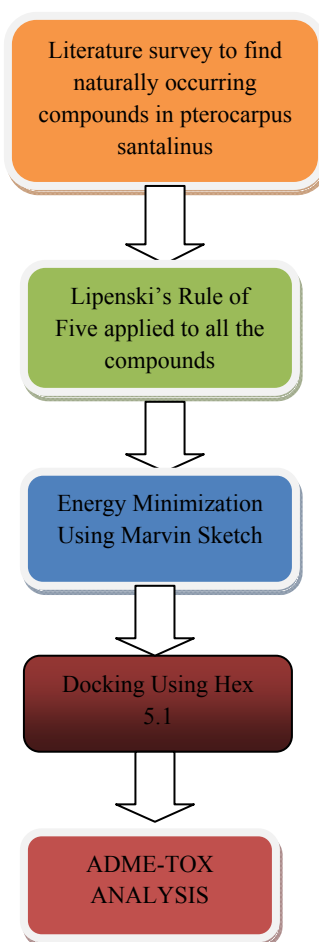 Literature survey to find
naturally occurring
compounds in pterocarpus
santalinus
Lipenski's Rule of
Five applied to all the
compounds
Energy Minimization
Using Marvin Sketch
Docking Using Hex
5.1
ADME-TOX
ANALYSIS